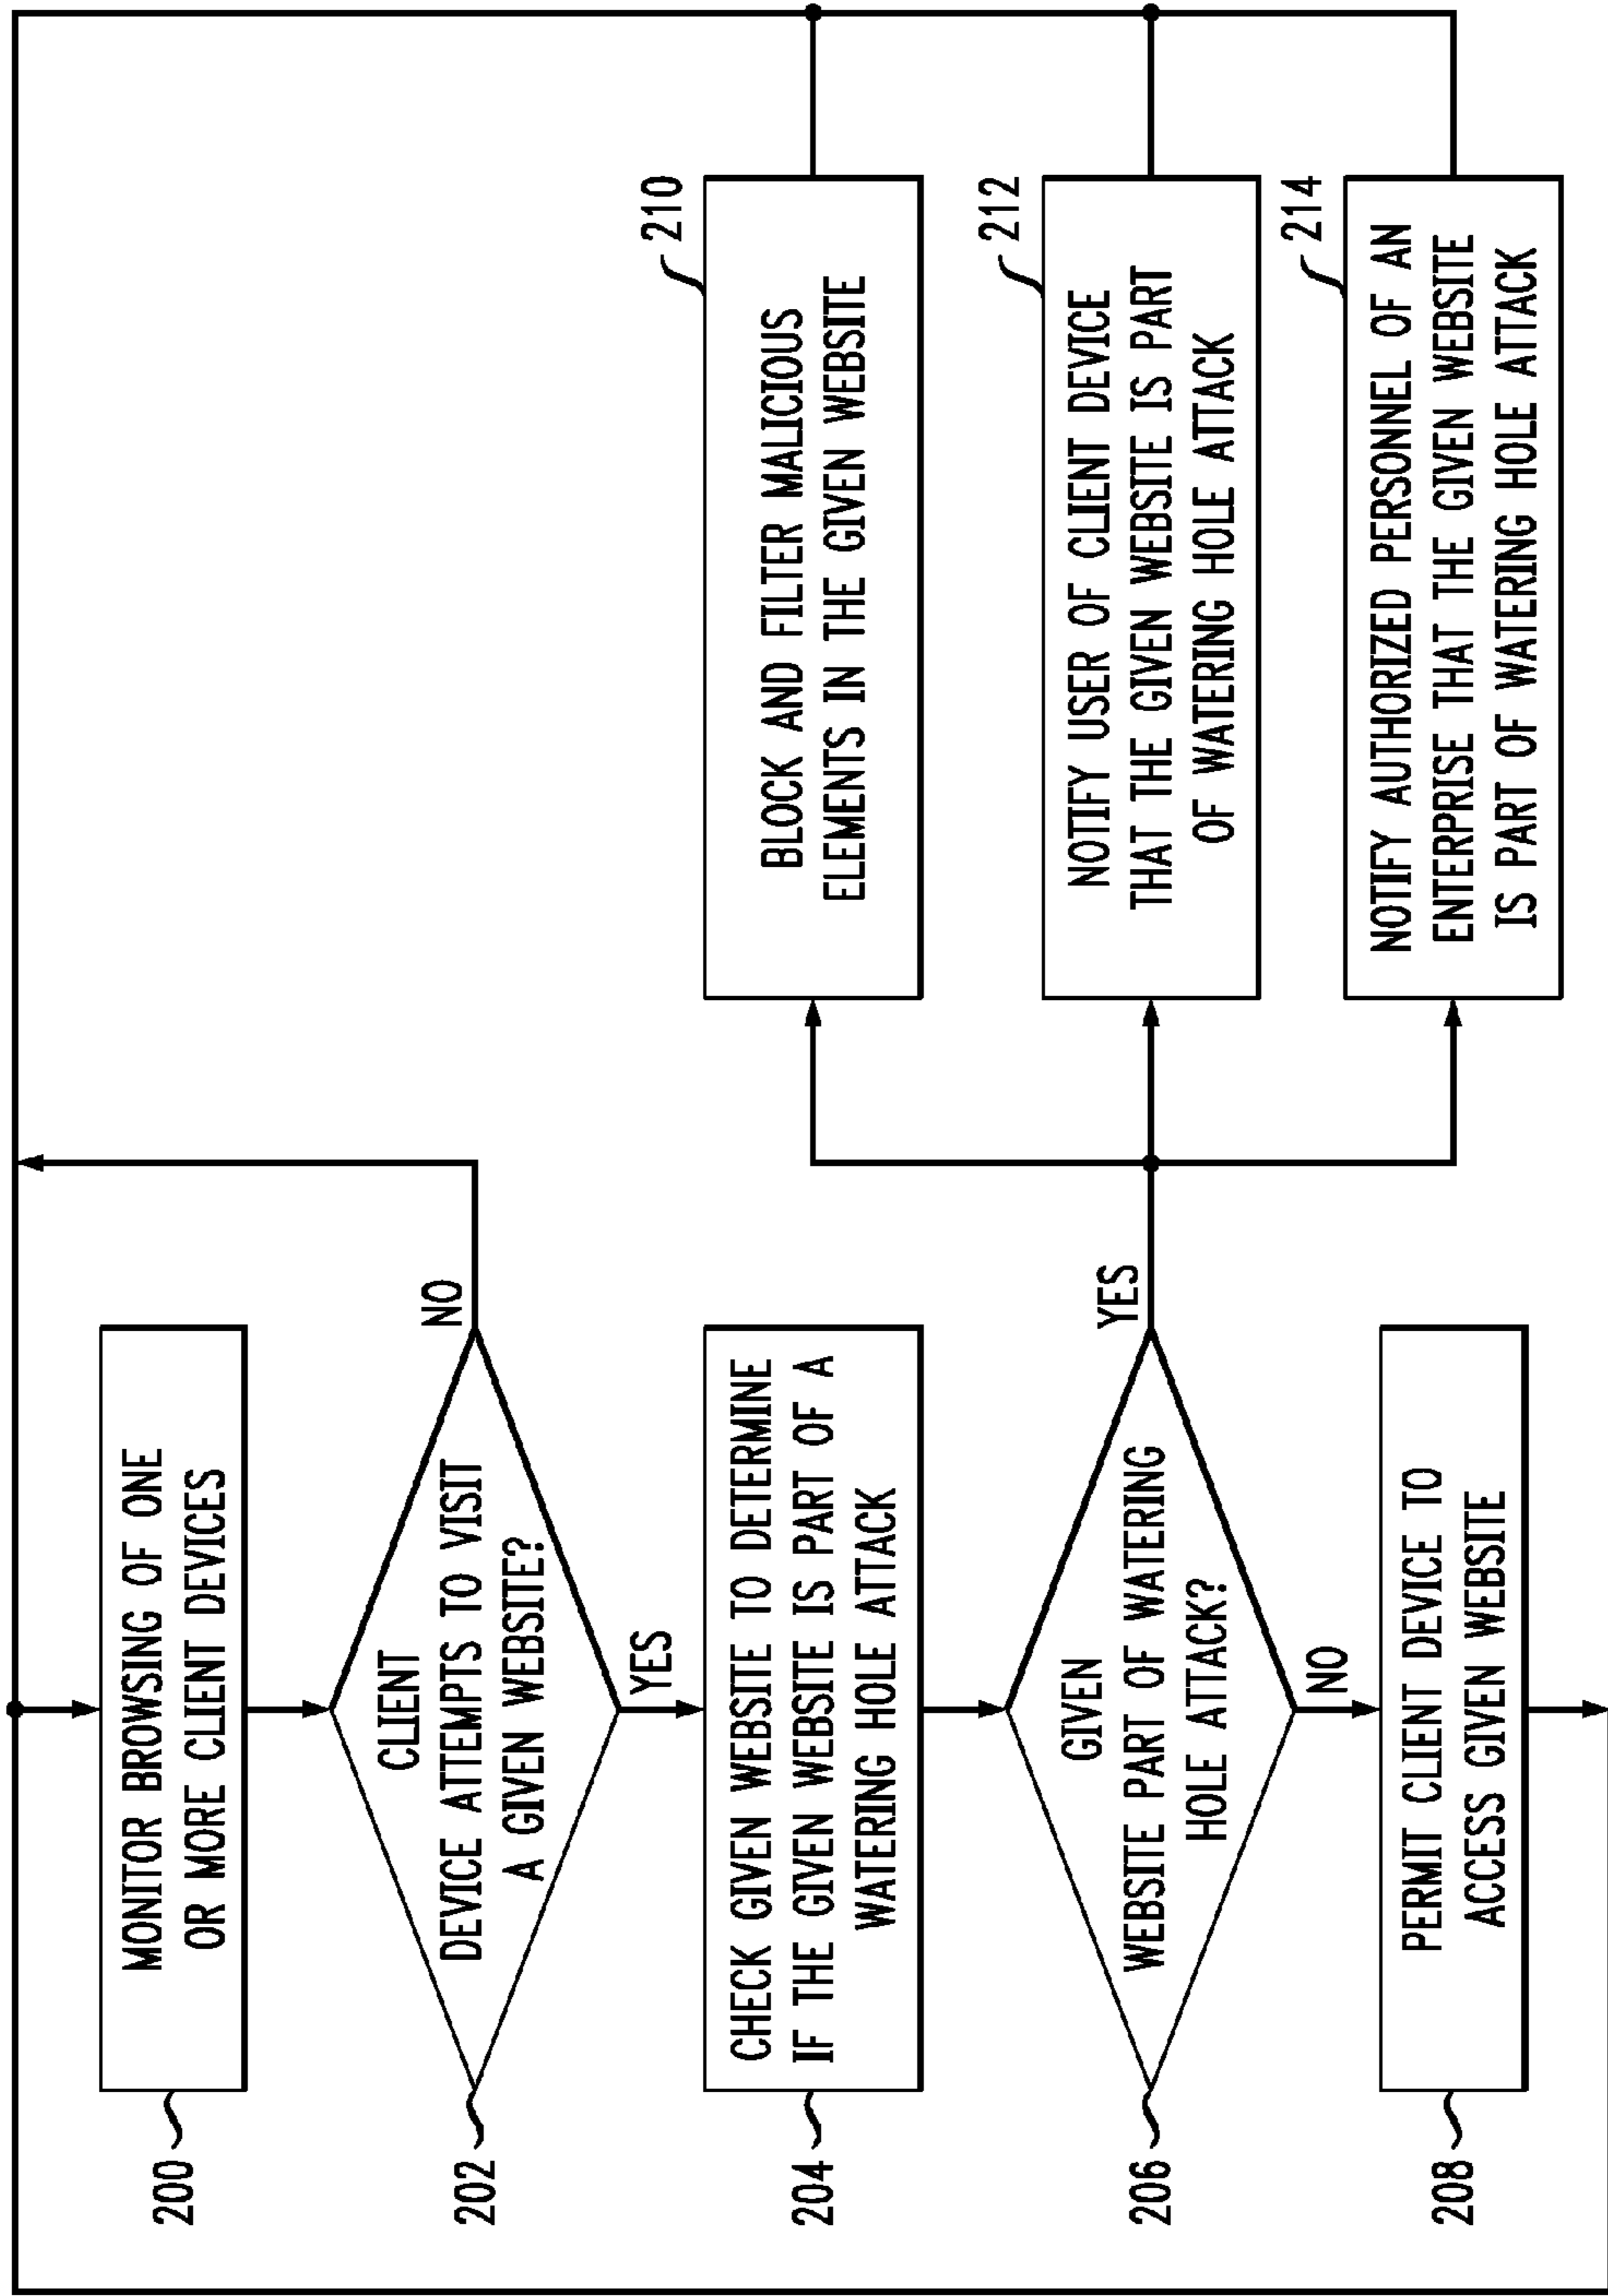 200
MONITOR BROWSING OF ONE
OR MORE CLIENT DEVICES
202
CLIENT
DEVICE ATTEMPTS TO VISIT
A GIVEN WEBSITE?
NO
YES
204
CHECK GIVEN WEBSITE TO DETERMINE
IF THE GIVEN WEBSITE IS PART OF A
WATERING HOLE ATTACK
206
GIVEN
WEBSITE PART OF WATERING
HOLE ATTACK?
YES
NO
208
PERMIT CLIENT DEVICE TO
ACCESS GIVEN WEBSITE
210
BLOCK AND FILTER MALICIOUS
ELEMENTS IN THE GIVEN WEBSITE
212
NOTIFY USER OF CLIENT DEVICE
THAT THE GIVEN WEBSITE IS PART
OF WATERING HOLE ATTACK
214
NOTIFY AUTHORIZED PERSONNEL OF AN
ENTERPRISE THAT THE GIVEN WEBSITE
IS PART OF WATERING HOLE ATTACK